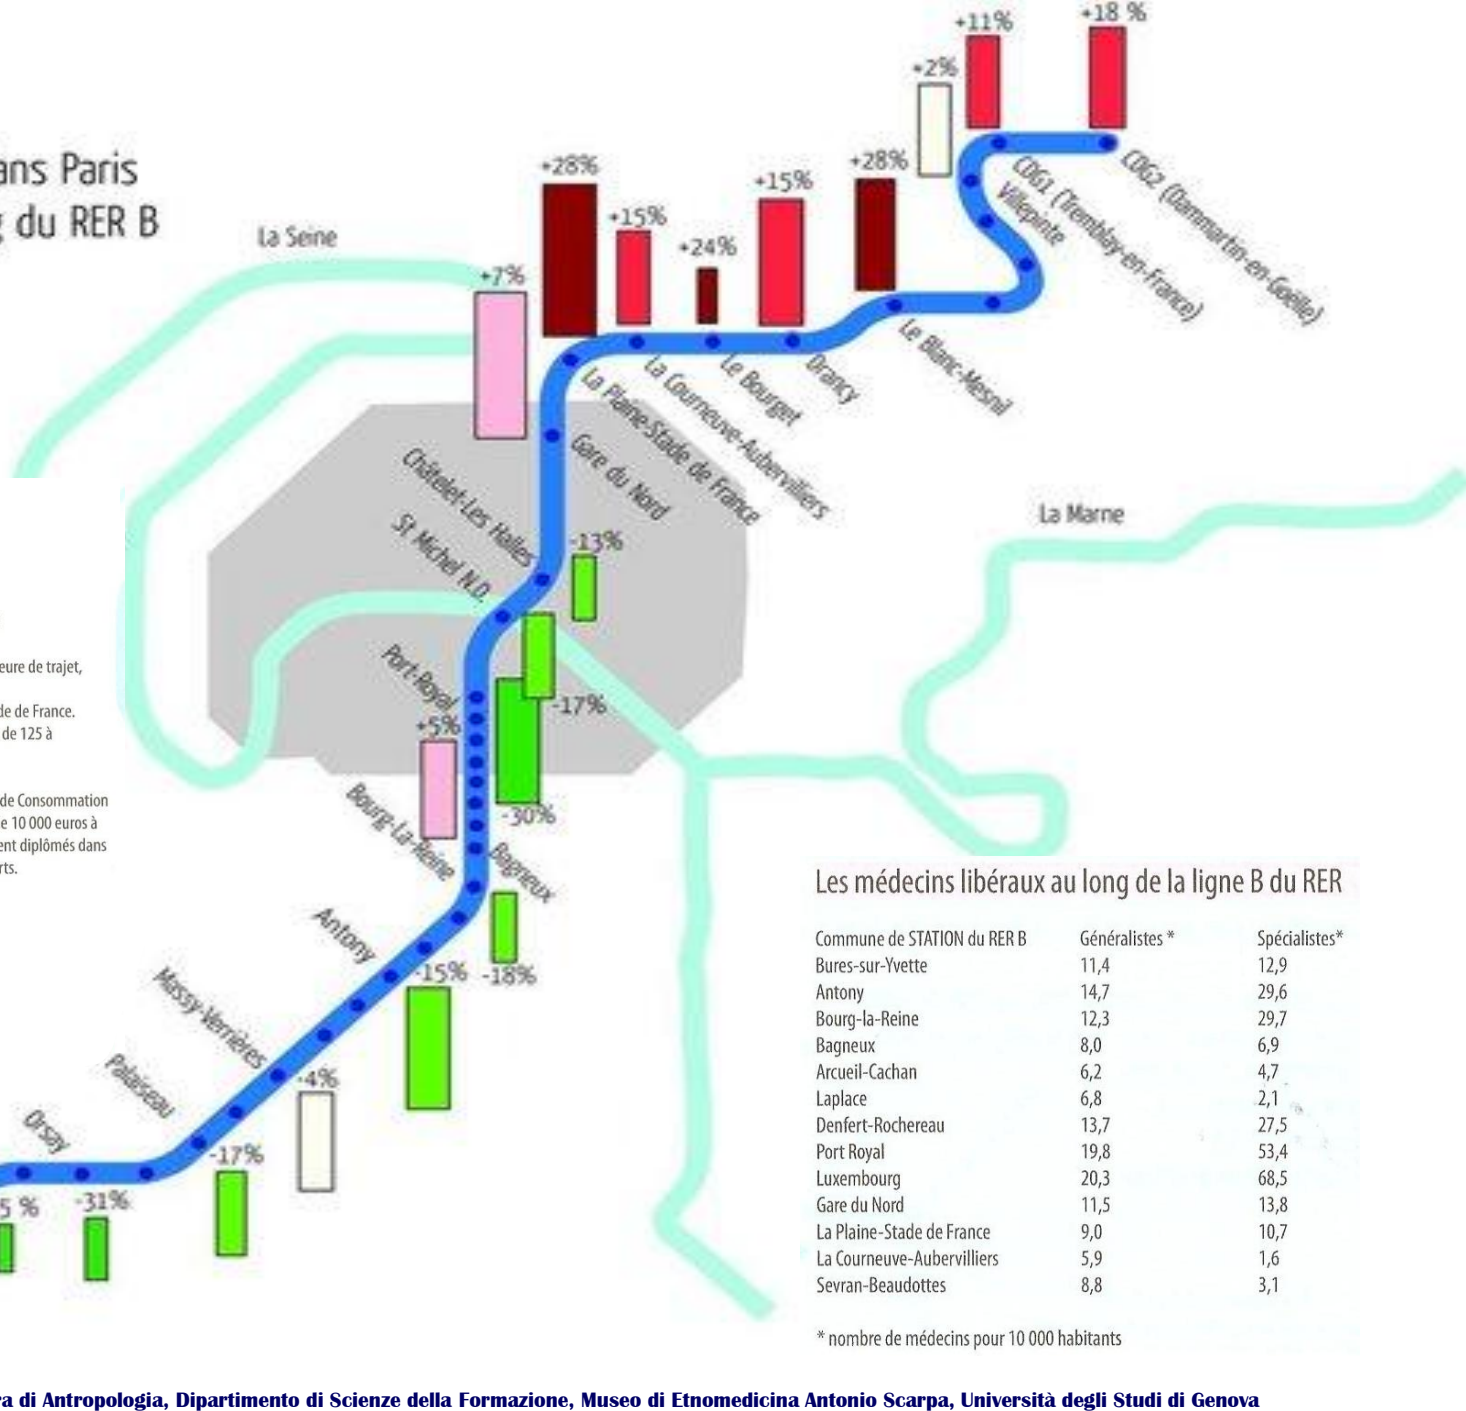 ans Paris
du RER B
La Seine
+7%
+28%
+15%
+24%
+15%
+28%
+2%
+11%
+18 %
CDG2 (Dammartin-en-Goëlle)
CDG1 (Tremblay-en-France)
Villepinte
Le Blanc-Mesnil
Drancy
Le Bourget
La Courneuve-Aubervilliers
La Plaine-Stade de France
Gare du Nord
Châtelet-Les Halles
St Michel N.D.
La Marne
-13%
-17%
Port-Royal
+5%
-30%
Bourg-La-Reine
Bagneux
Antony
-15%
-18%
Massy-Verrières
-4%
Palaiseau
-17%
Orsay
5 %
-31%
eure de trajet,
de de France.
de 125 à
de Consommation
e 10 000 euros à
ent diplômés dans
rts.
Les médecins libéraux au long de la ligne B du RER
Commune de STATION du RER B Généralistes * Spécialistes*
Bures-sur-Yvette 11,4 12,9
Antony 14,7 29,6
Bourg-la-Reine 12,3 29,7
Bagneux 8,0 6,9
Arcueil-Cachan 6,2 4,7
Laplace 6,8 2,1
Denfert-Rochereau 13,7 27,5
Port Royal 19,8 53,4
Luxembourg 20,3 68,5
Gare du Nord 11,5 13,8
La Plaine-Stade de France 9,0 10,7
La Courneuve-Aubervilliers 5,9 1,6
Sevran-Beaudottes 8,8 3,1
* nombre de médecins pour 10 000 habitants
ra di Antropologia, Dipartimento di Scienze della Formazione, Museo di Etnomedicina Antonio Scarpa, Università degli Studi di Genova